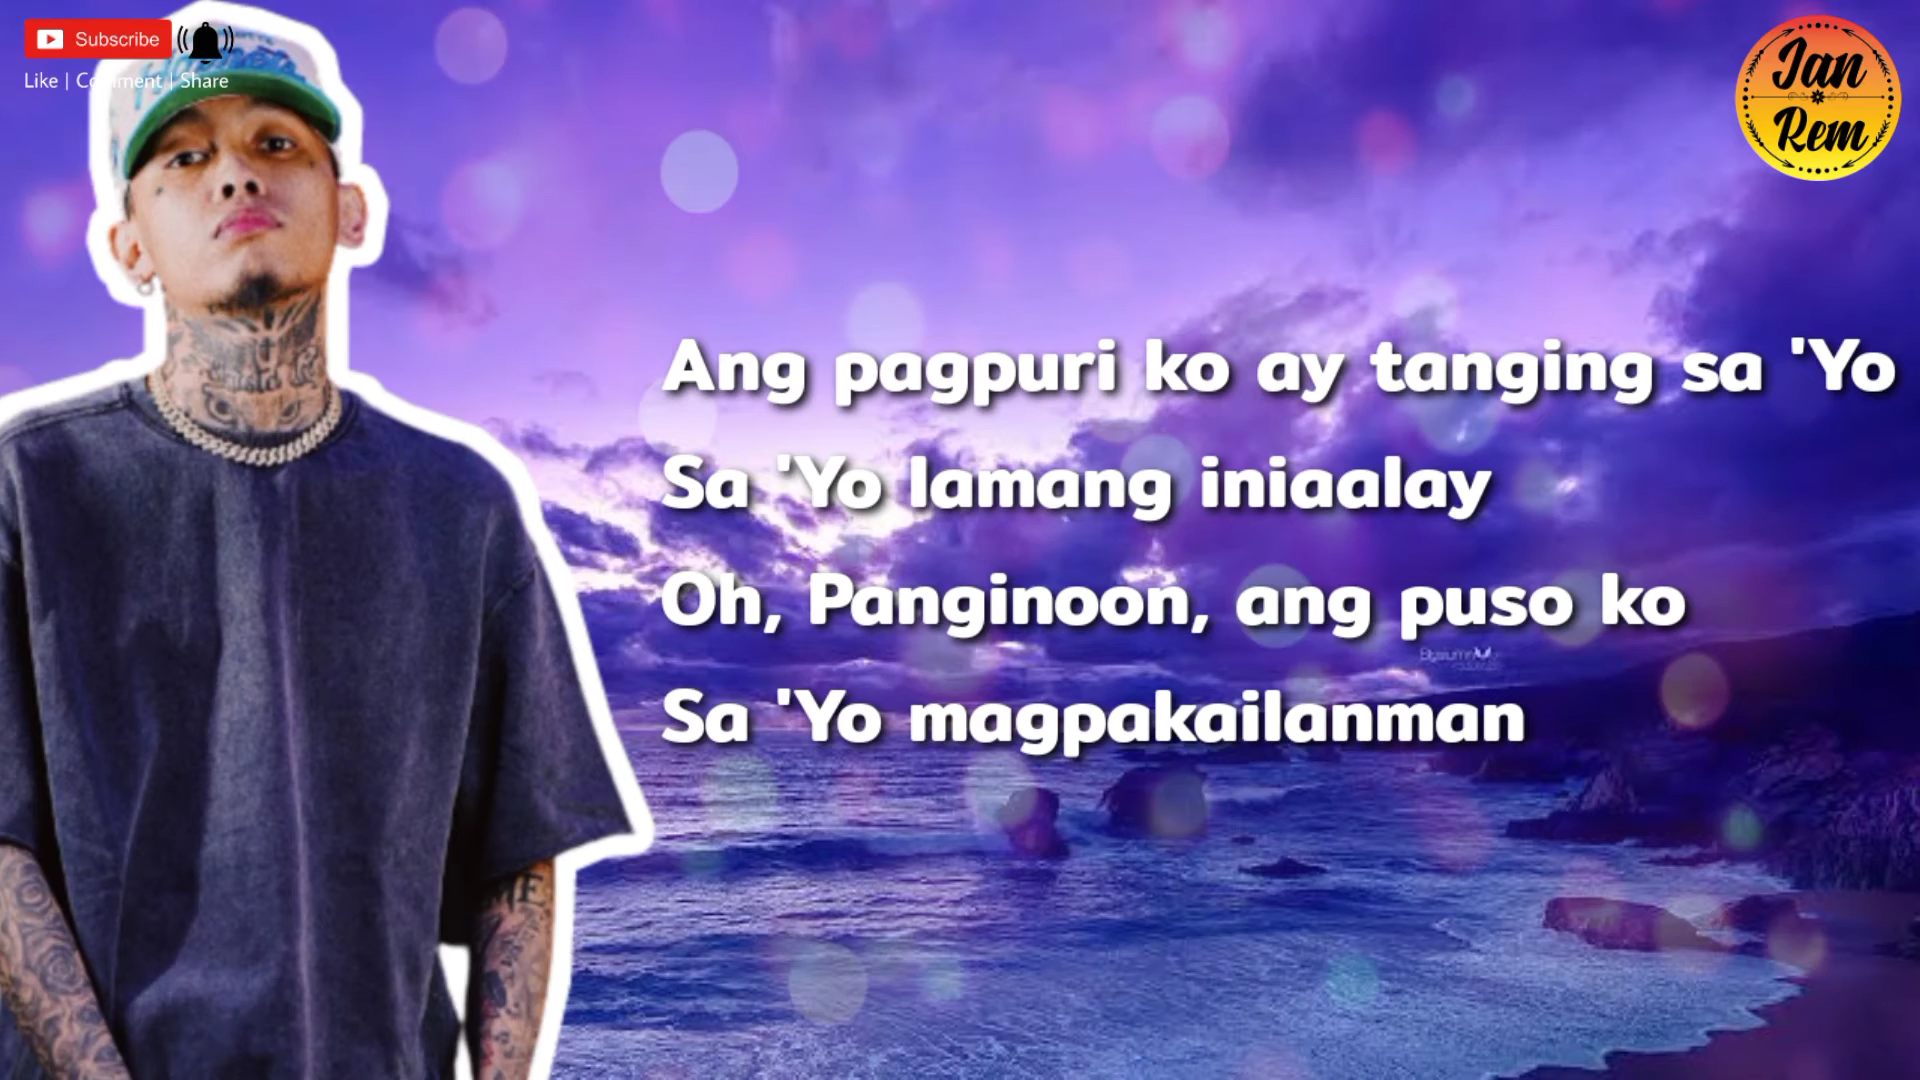 Subscribe
Like | Comment | Share
Jan
Rem
Ang pagpuri ko ay tanging sa 'Yo
Sa 'Yo lamang iniaalay
Oh, Panginoon, ang puso ko
Sa 'Yo magpakailanman